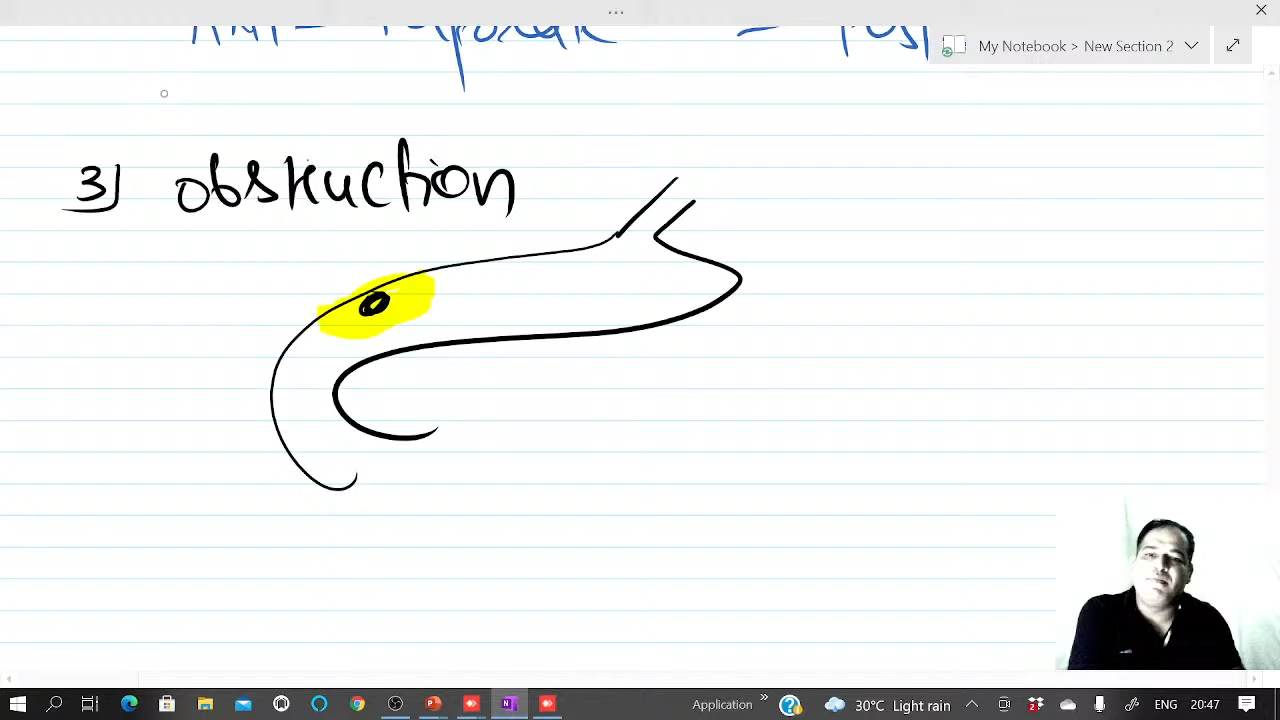 My Notebook > New Section 2
3) obstruction
Application
30°C Light rain
ENG
20:47